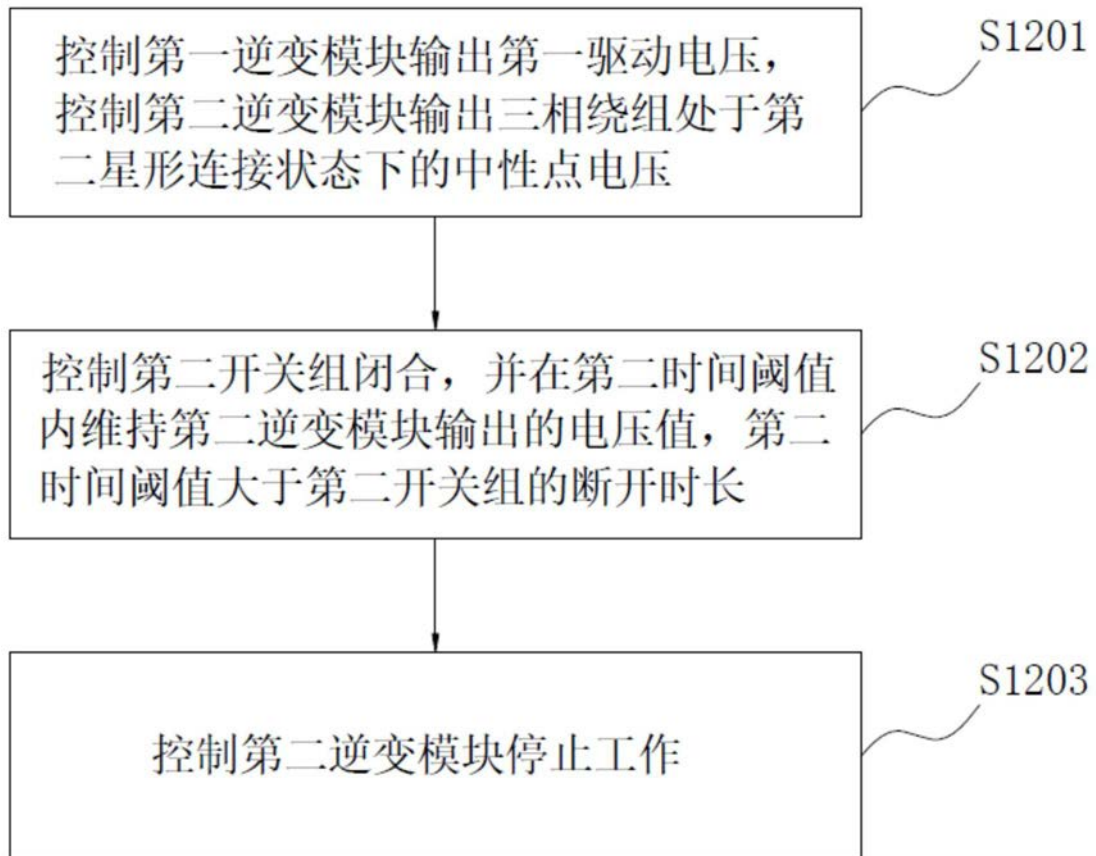 控制第一逆变模块输出第一驱动电压，
控制第二逆变模块输出三相绕组处于第
二星形连接状态下的中性点电压
S1201
控制第二开关组闭合，并在第二时间阈值
内维持第二逆变模块输出的电压值，第二
时间阈值大于第二开关组的断开时长
S1202
控制第二逆变模块停止工作
S1203